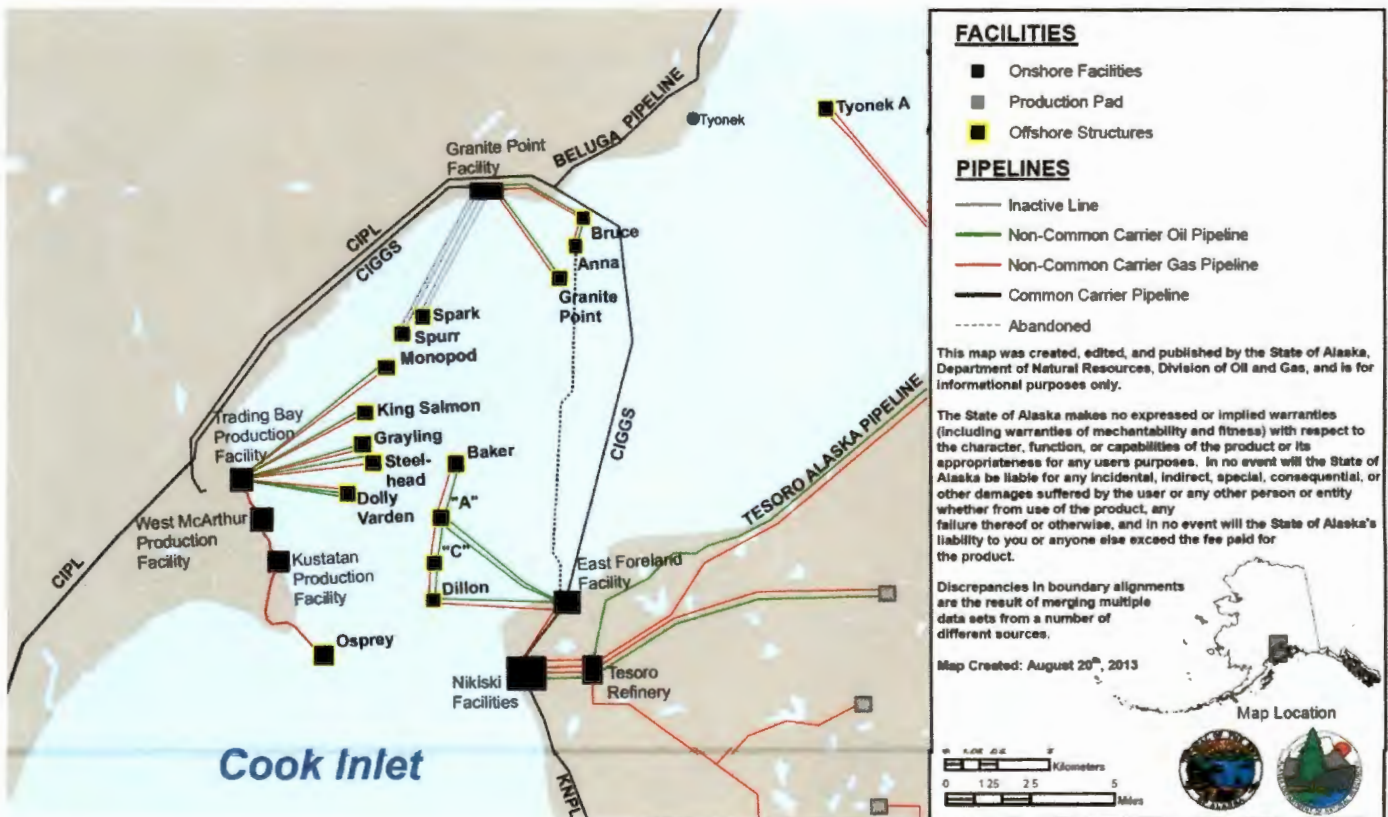 BELUGA PIPELINE
Tyonek
Tyonek A
Granite Point
Facility
CIPL
CIGGS
Bruce
Anna
Granite
Point
Spark
Spurr
Monopod
King Salmon
Trading Bay
Production
Facility
Grayling
Steel-
head
Baker
CIGGS
Dolly
Varden
"A"
TESORO ALASKA PIPELINE
West McArthur
Production
Facility
"C"
Kustatan
Production
Facility
East Foreland
Facility
CIPL
Dillon
Osprey
Nikiski
Facilities
Tesoro
Refinery
Cook Inlet
KNPL
FACILITIES
Onshore Facilities
Production Pad
Offshore Structures
PIPELINES
Inactive Line
Non-Common Carrier Oil Pipeline
Non-Common Carrier Gas Pipeline
Common Carrier Pipeline
Abandoned
This map was created, edited, and published by the State of Alaska,
Department of Natural Resources, Division of Oil and Gas, and is for
informational purposes only.
The State of Alaska makes no expressed or implied warranties
(including warranties of mechantability and fitness) with respect to
the character, function, or capabilities of the product or its
appropriateness for any users purposes. In no event will the State of
Alaska be liable for any incidental, indirect, special, consequential, or
other damages suffered by the user or any other person or entity
whether from use of the product, any
failure thereof or otherwise, and in no event will the State of Alaska's
liability to you or anyone else exceed the fee paid for
the product.
Discrepancies in boundary alignments
are the result of merging multiple
data sets from a number of
different sources.
Map Created: August 20th, 2013
Map Location
Kilometers
0 1.25 2.5 5
Miles